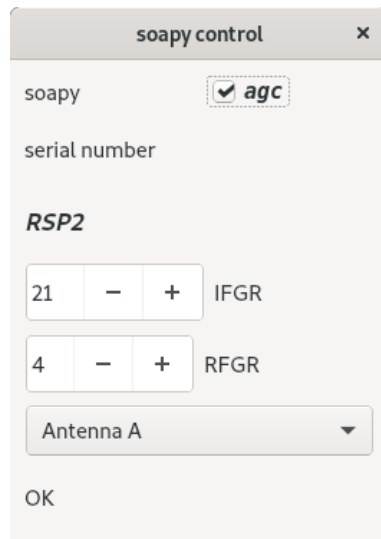 soapy control
soapy agc
serial number
RSP2
21 − + IFGR
4 − + RFGR
Antenna A
OK